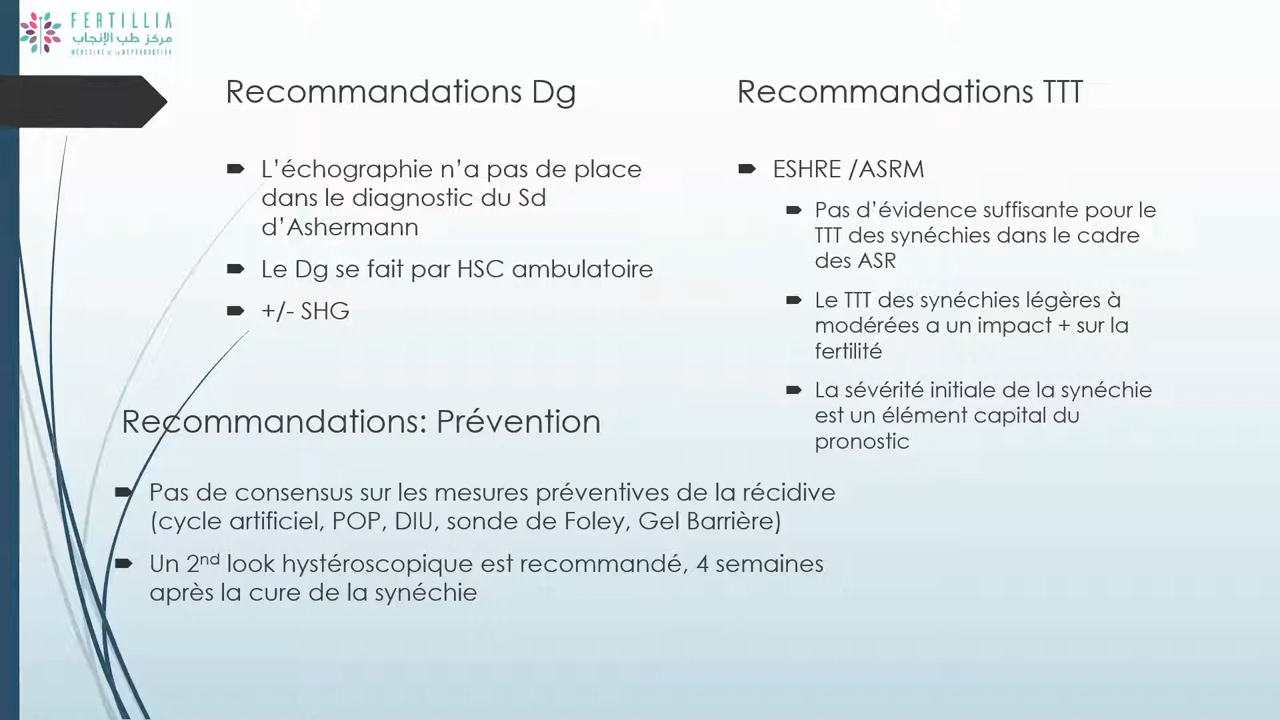 FERTILLIA
مركز طب الإنجاب
MÉDECINE DE LA REPRODUCTION
Recommandations Dg
L’échographie n’a pas de place
dans le diagnostic du Sd
d’Ashermann
Le Dg se fait par HSC ambulatoire
+/- SHG
Recommandations TTT
ESHRE /ASRM
Pas d’évidence suffisante pour le
TTT des synéchies dans le cadre
des ASR
Le TTT des synéchies légères à
modérées a un impact + sur la
fertilité
La sévérité initiale de la synéchie
est un élément capital du
pronostic
Recommandations: Prévention
Pas de consensus sur les mesures préventives de la récidive
(cycle artificiel, POP, DIU, sonde de Foley, Gel Barrière)
Un 2nd look hystéroscopique est recommandé, 4 semaines
après la cure de la synéchie